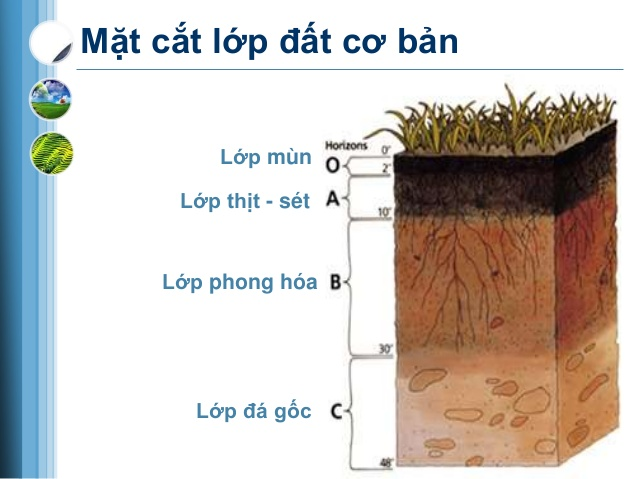 Mặt cắt lớp đất cơ bản
Horizons
0"
Lớp mùn O
2"
Lớp thịt - sét A
10"
Lớp phong hóa B
30"
Lớp đá gốc C
48"